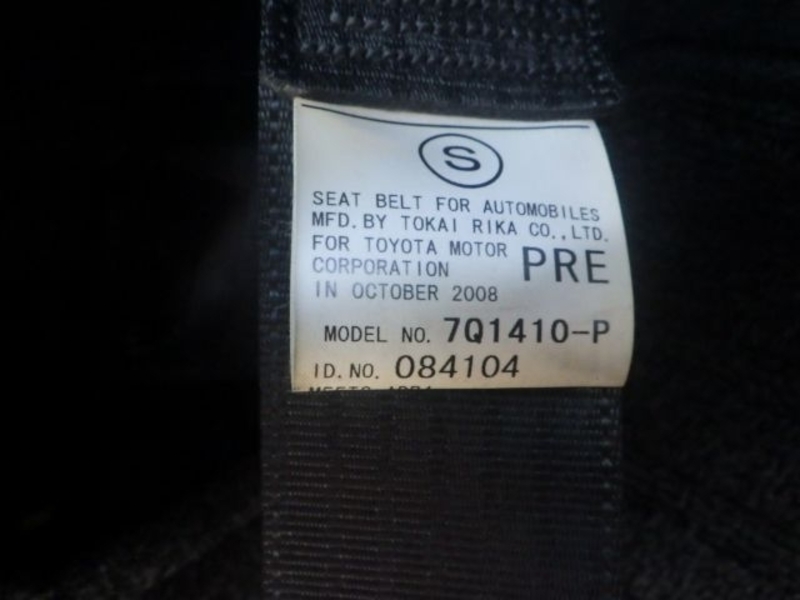 S
SEAT BELT FOR AUTOMOBILES
MFD. BY TOKAI RIKA CO., LTD.
FOR TOYOTA MOTOR
CORPORATION PRE
IN OCTOBER 2008
MODEL NO. 7Q1410-P
ID. NO. 084104